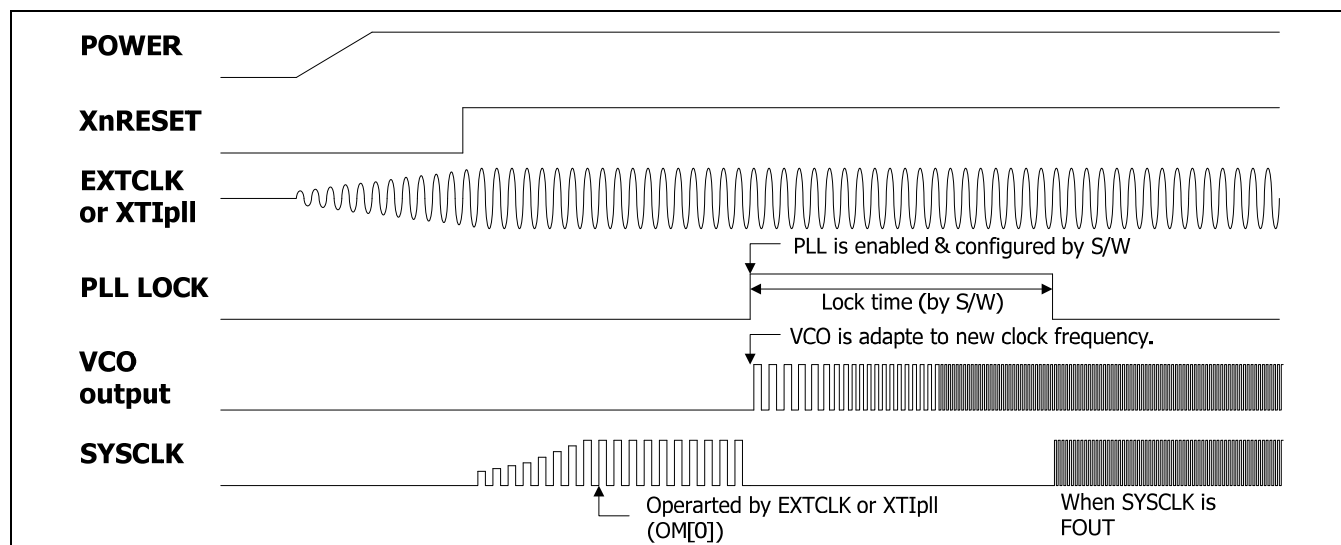 POWER
XnRESET
EXTCLK
or XTIpll
PLL is enabled & configured by S/W
PLL LOCK
Lock time (by S/W)
VCO is adapte to new clock frequency.
VCO
output
SYSCLK
Operarted by EXTCLK or XTIpll
(OM[0])
When SYSCLK is
FOUT